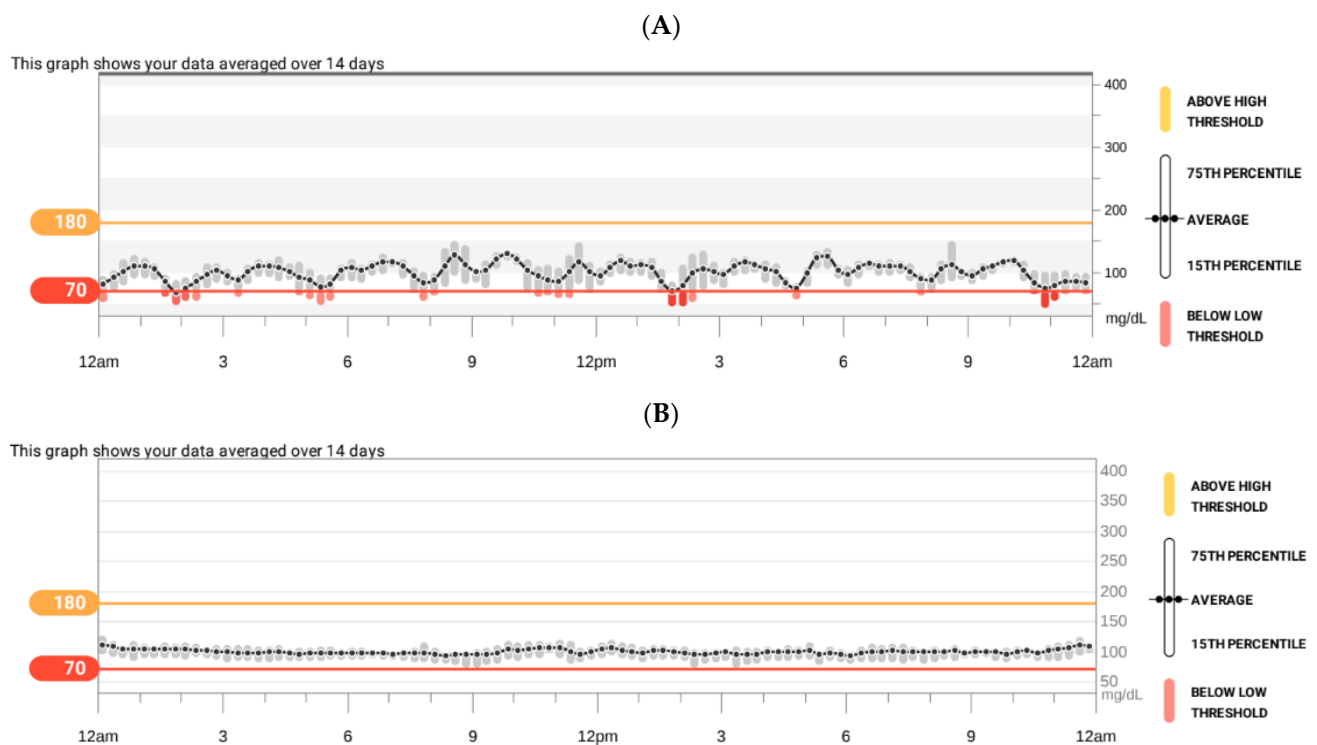 (A)
This graph shows your data averaged over 14 days
400
300
200
100
mg/dL
180
70
12am 3 6 9 12pm 3 6 9 12am
ABOVE HIGH
THRESHOLD
75TH PERCENTILE
AVERAGE
15TH PERCENTILE
BELOW LOW
THRESHOLD
(B)
This graph shows your data averaged over 14 days
400
350
300
250
200
150
100
50
mg/dL
180
70
12am 3 6 9 12pm 3 6 9 12am
ABOVE HIGH
THRESHOLD
75TH PERCENTILE
AVERAGE
15TH PERCENTILE
BELOW LOW
THRESHOLD